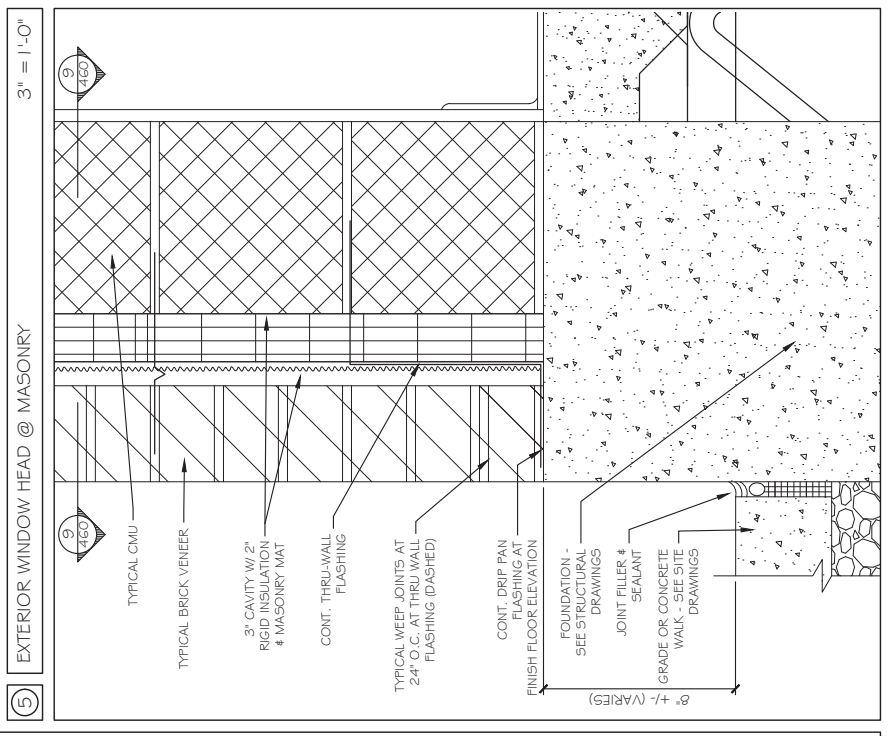 5
EXTERIOR WINDOW HEAD @ MASONRY
3" = 1'-0"
9
460
9
460
TYPICAL CMU
TYPICAL BRICK VENEER
3" CAVITY W/ 2"
RIGID INSULATION
& MASONRY MAT
CONT. THRU-WALL
FLASHING
TYPICAL WEEP JOINTS AT
24" O.C. AT THRU WALL
FLASHING (DASHED)
CONT. DRIP PAN
FLASHING AT
FINISH FLOOR ELEVATION
FOUNDATION -
SEE STRUCTURAL
DRAWINGS
JOINT FILLER &
SEALANT
GRADE OR CONCRETE
WALK - SEE SITE
DRAWINGS
8" +/- (VARIES)